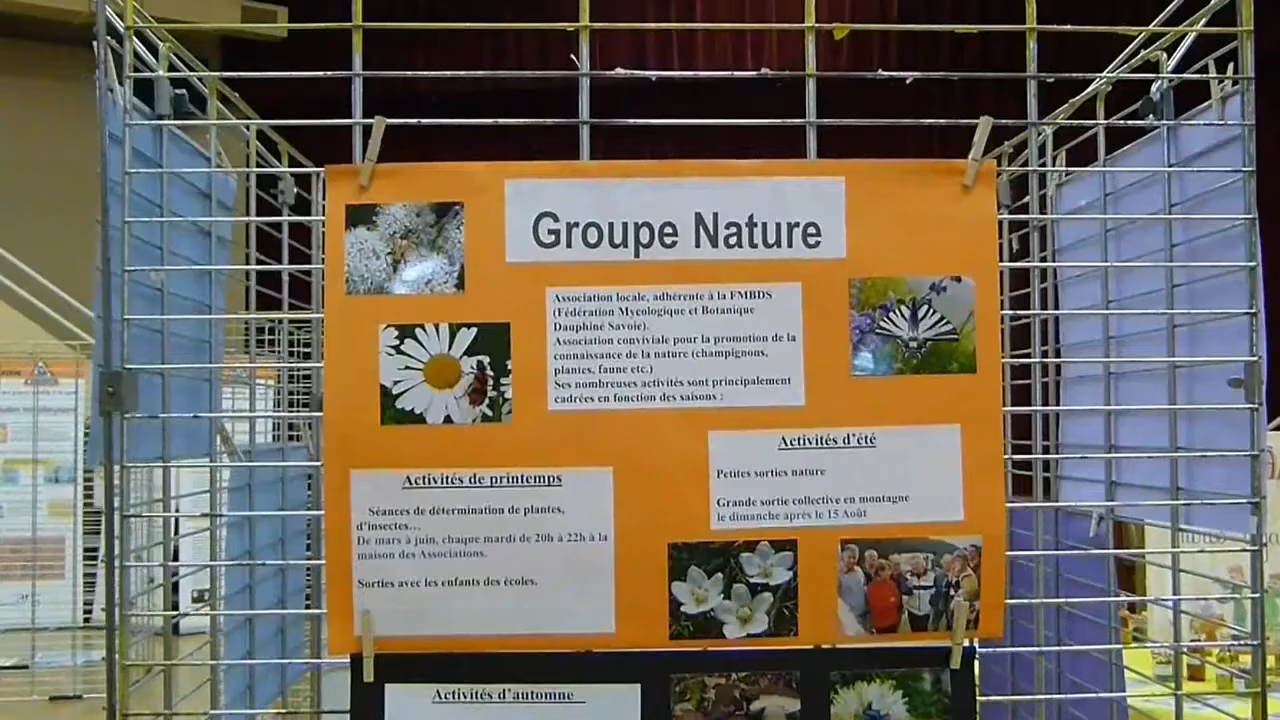 Groupe Nature
Association locale, adhérente à la FMBDS
(Fédération Mycologique et Botanique
Dauphiné Savoie).
Association conviviale pour la promotion de la
connaissance de la nature (champignons,
plantes, faune etc.)
Ses nombreuses activités sont principalement
cadrées en fonction des saisons :
Activités d'été
Petites sorties nature
Grande sortie collective en montagne
le dimanche après le 15 Août
Activités de printemps
Séances de détermination de plantes,
d'insectes…
De mars à juin, chaque mardi de 20h à 22h à la
maison des Associations.
Sorties avec les enfants des écoles.
Activités d'automne